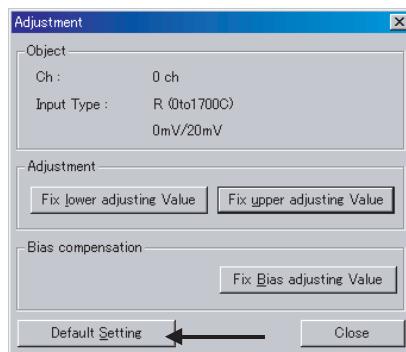 Adjustment
Object
Ch : 0 ch
Input Type : R (0to1700C)
0mV/20mV
Adjustment
Fix lower adjusting Value Fix upper adjusting Value
Bias compensation
Fix Bias adjusting Value
Default Setting Close